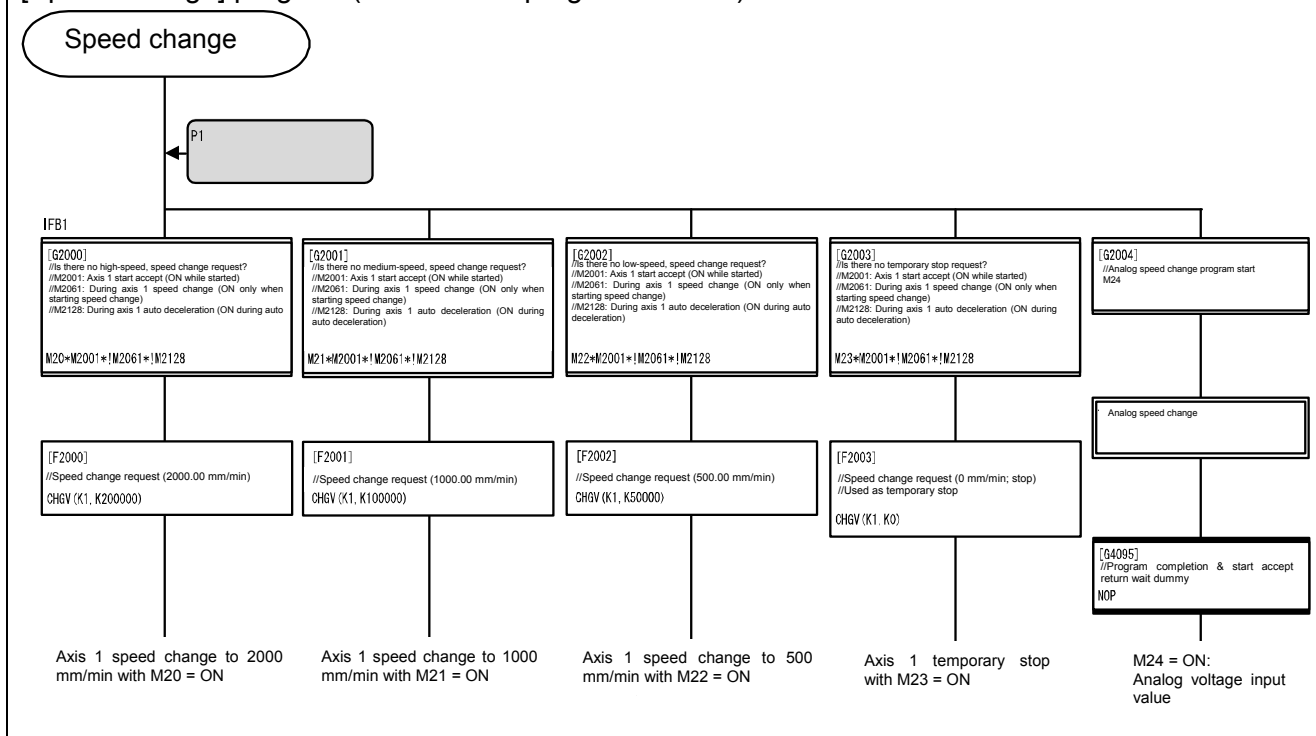 Speed change
P1
IFB1
[G2000]
//Is there no high-speed, speed change request?
//M2001: Axis 1 start accept (ON while started)
//M2061: During axis 1 speed change (ON only when
starting speed change)
//M2128: During axis 1 auto deceleration (ON during auto
M20*M2001*!M2061*!M2128
[G2001]
//Is there no medium-speed, speed change request?
//M2001: Axis 1 start accept (ON while started)
//M2061: During axis 1 speed change (ON only when
starting speed change)
//M2128: During axis 1 auto deceleration (ON during
auto deceleration)
M21*M2001*!M2061*!M2128
[G2002]
//Is there no low-speed, speed change request?
//M2001: Axis 1 start accept (ON while started)
//M2061: During axis 1 speed change (ON only when
starting speed change)
//M2128: During axis 1 auto deceleration (ON during auto
deceleration)
M22*M2001*!M2061*!M2128
[G2003]
//Is there no temporary stop request?
//M2001: Axis 1 start accept (ON while started)
//M2061: During axis 1 speed change (ON only when
starting speed change)
//M2128: During axis 1 auto deceleration (ON during
auto deceleration)
M23*M2001*!M2061*!M2128
[G2004]
//Analog speed change program start
M24
Analog speed change
[F2000]
//Speed change request (2000.00 mm/min)
CHGV(K1, K200000)
[F2001]
//Speed change request (1000.00 mm/min)
CHGV(K1, K100000)
[F2002]
//Speed change request (500.00 mm/min)
CHGV(K1, K50000)
[F2003]
//Speed change request (0 mm/min; stop)
//Used as temporary stop
CHGV(K1, K0)
[G4095]
//Program completion & start accept
return wait dummy
NOP
Axis 1 speed change to 2000
mm/min with M20 = ON
Axis 1 speed change to 1000
mm/min with M21 = ON
Axis 1 speed change to 500
mm/min with M22 = ON
Axis 1 temporary stop
with M23 = ON
M24 = ON:
Analog voltage input
value